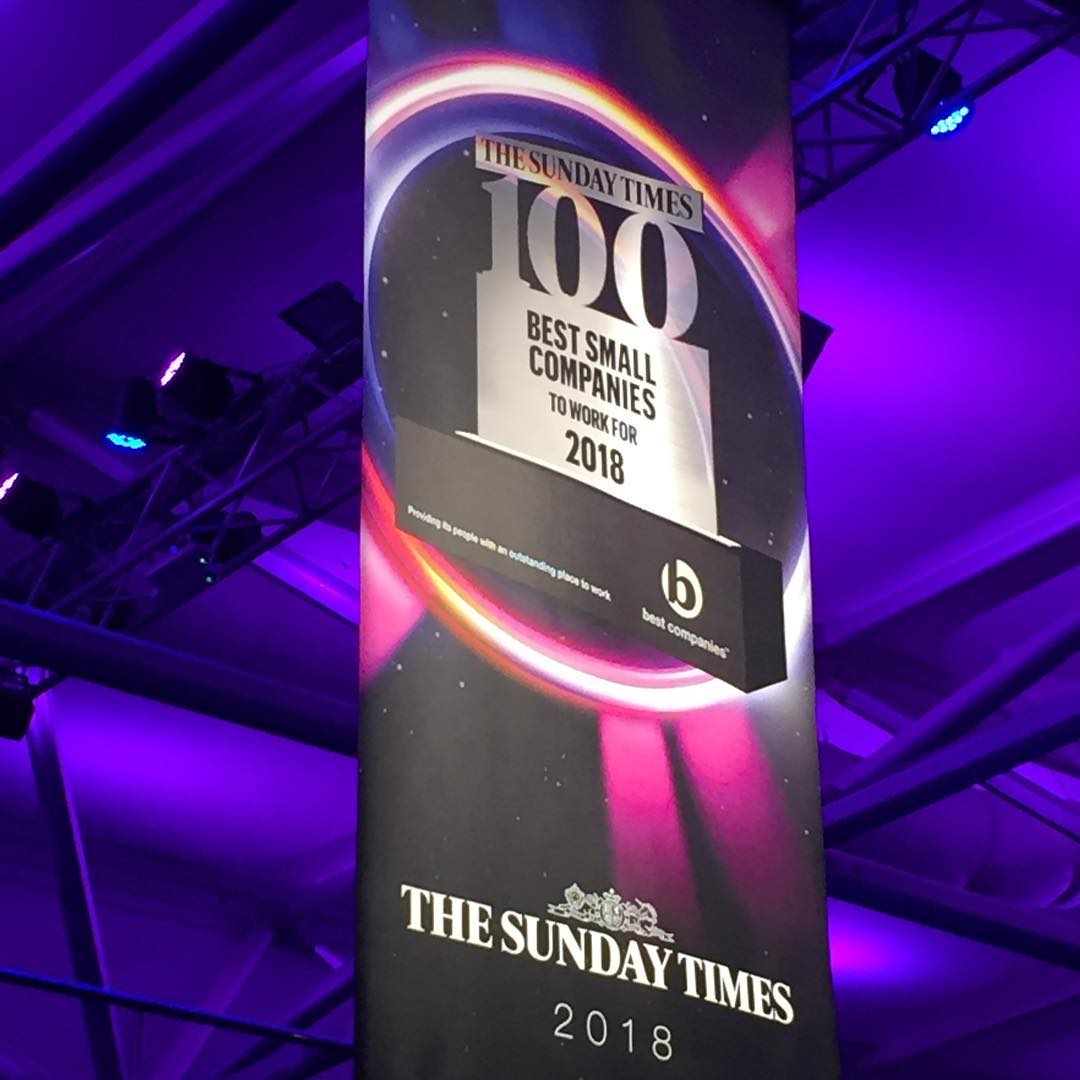 THE SUNDAY TIMES
100
BEST SMALL
COMPANIES
TO WORK FOR
2018
Providing its people with an outstanding place to work
b
best companies™
THE SUNDAY TIMES
2018